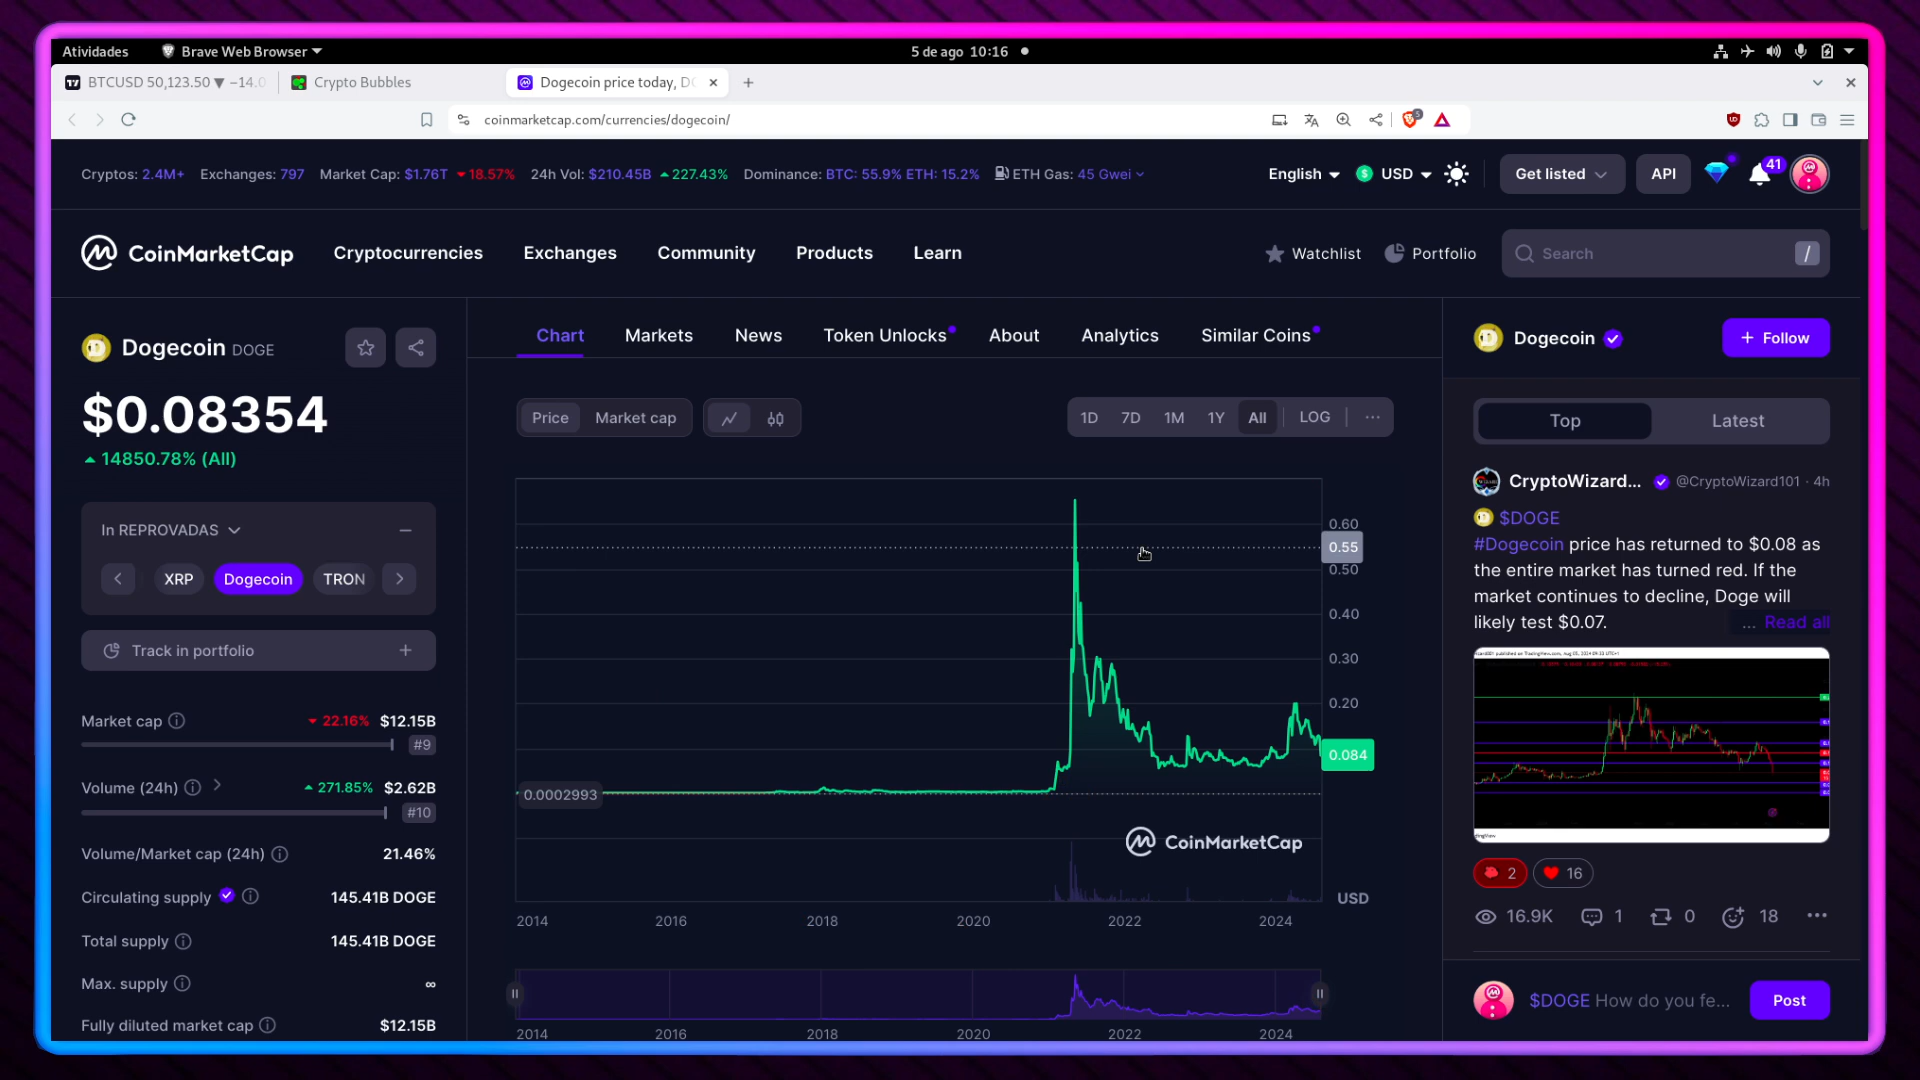 Atividades
Brave Web Browser
5 de ago 10:16
BTCUSD 50,123.50 ▼ −14.0
Crypto Bubbles
Dogecoin price today, DO
coinmarketcap.com/currencies/dogecoin/
Cryptos: 2.4M+ Exchanges: 797 Market Cap: $1.76T 18.57% 24h Vol: $210.45B 227.43% Dominance: BTC: 55.9% ETH: 15.2% ETH Gas: 45 Gwei
English USD Get listed API 41
CoinMarketCap
Cryptocurrencies Exchanges Community Products Learn
Watchlist Portfolio Search /
Dogecoin DOGE
$0.08354
14850.78% (All)
In REPROVADAS
XRP Dogecoin TRON
Track in portfolio
Market cap 22.16% $12.15B
#9
Volume (24h) 271.85% $2.62B
#10
Volume/Market cap (24h) 21.46%
Circulating supply 145.41B DOGE
Total supply 145.41B DOGE
Max. supply ∞
Fully diluted market cap $12.15B
Chart Markets News Token Unlocks About Analytics Similar Coins
Price Market cap
1D 7D 1M 1Y All LOG
0.60
0.55
0.50
0.40
0.30
0.20
0.084
0.0002993
CoinMarketCap
USD
2014 2016 2018 2020 2022 2024
2014 2016 2018 2020 2022 2024
Dogecoin
+ Follow
Top Latest
CryptoWizard... @CryptoWizard101 · 4h
$DOGE
#Dogecoin price has returned to $0.08 as
the entire market has turned red. If the
market continues to decline, Doge will
likely test $0.07. ... Read all
2 16
16.9K 1 0 18
$DOGE How do you fe...
Post